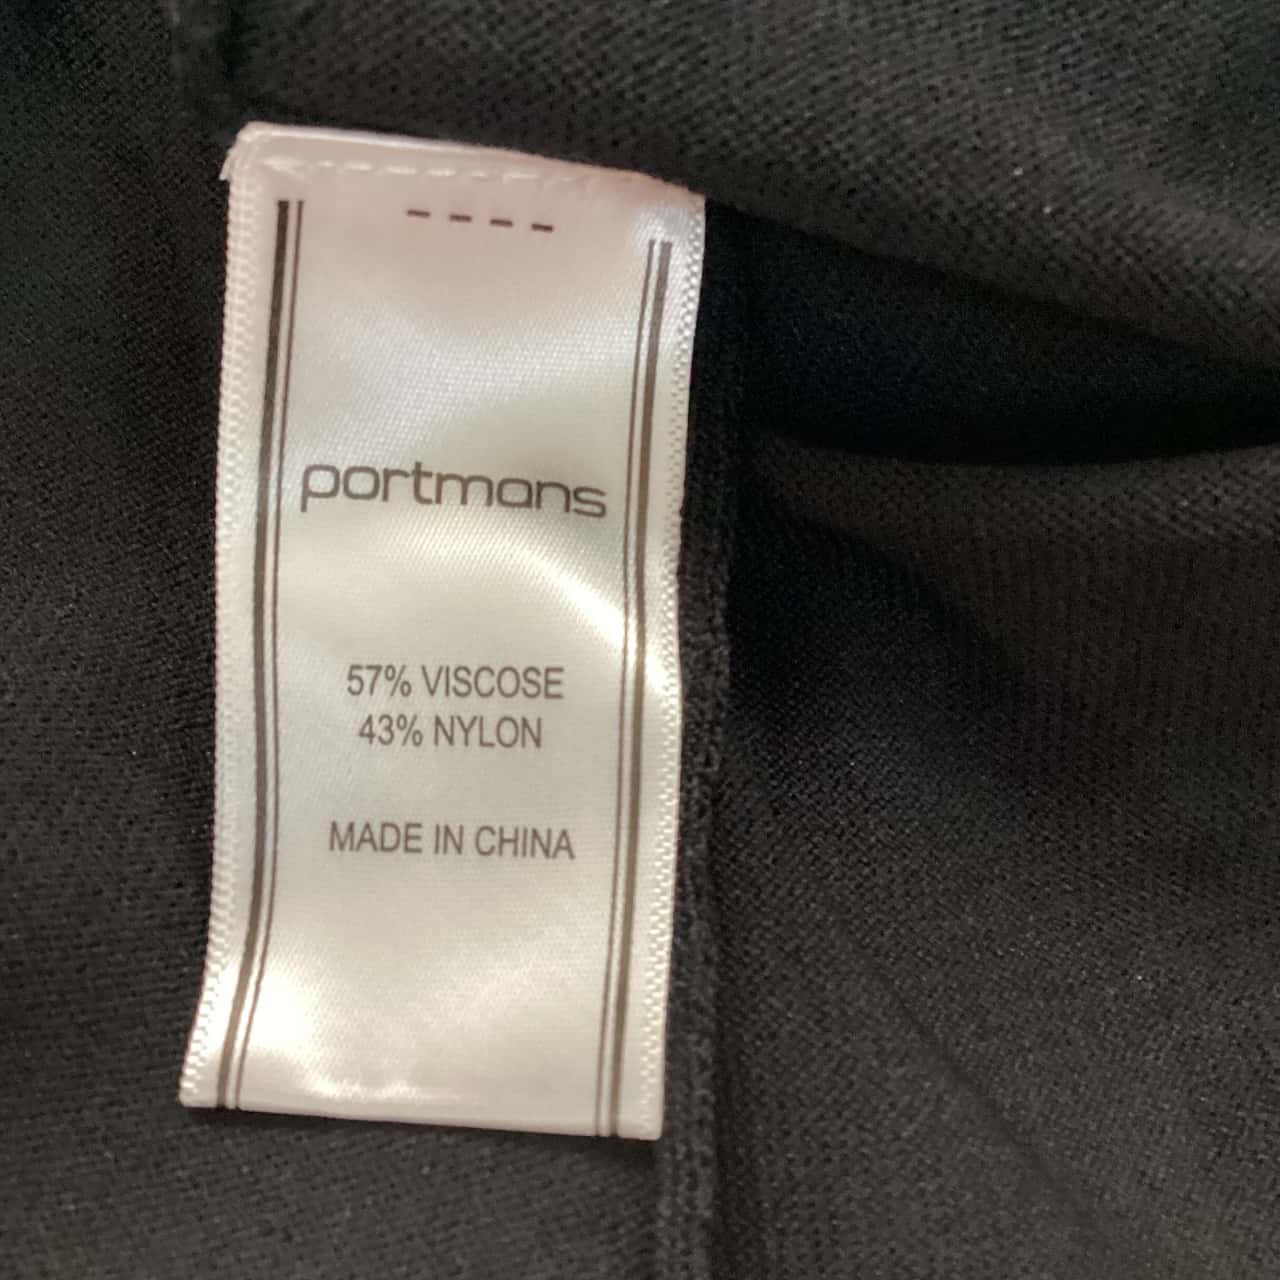 portmans
57% VISCOSE
43% NYLON
MADE IN CHINA